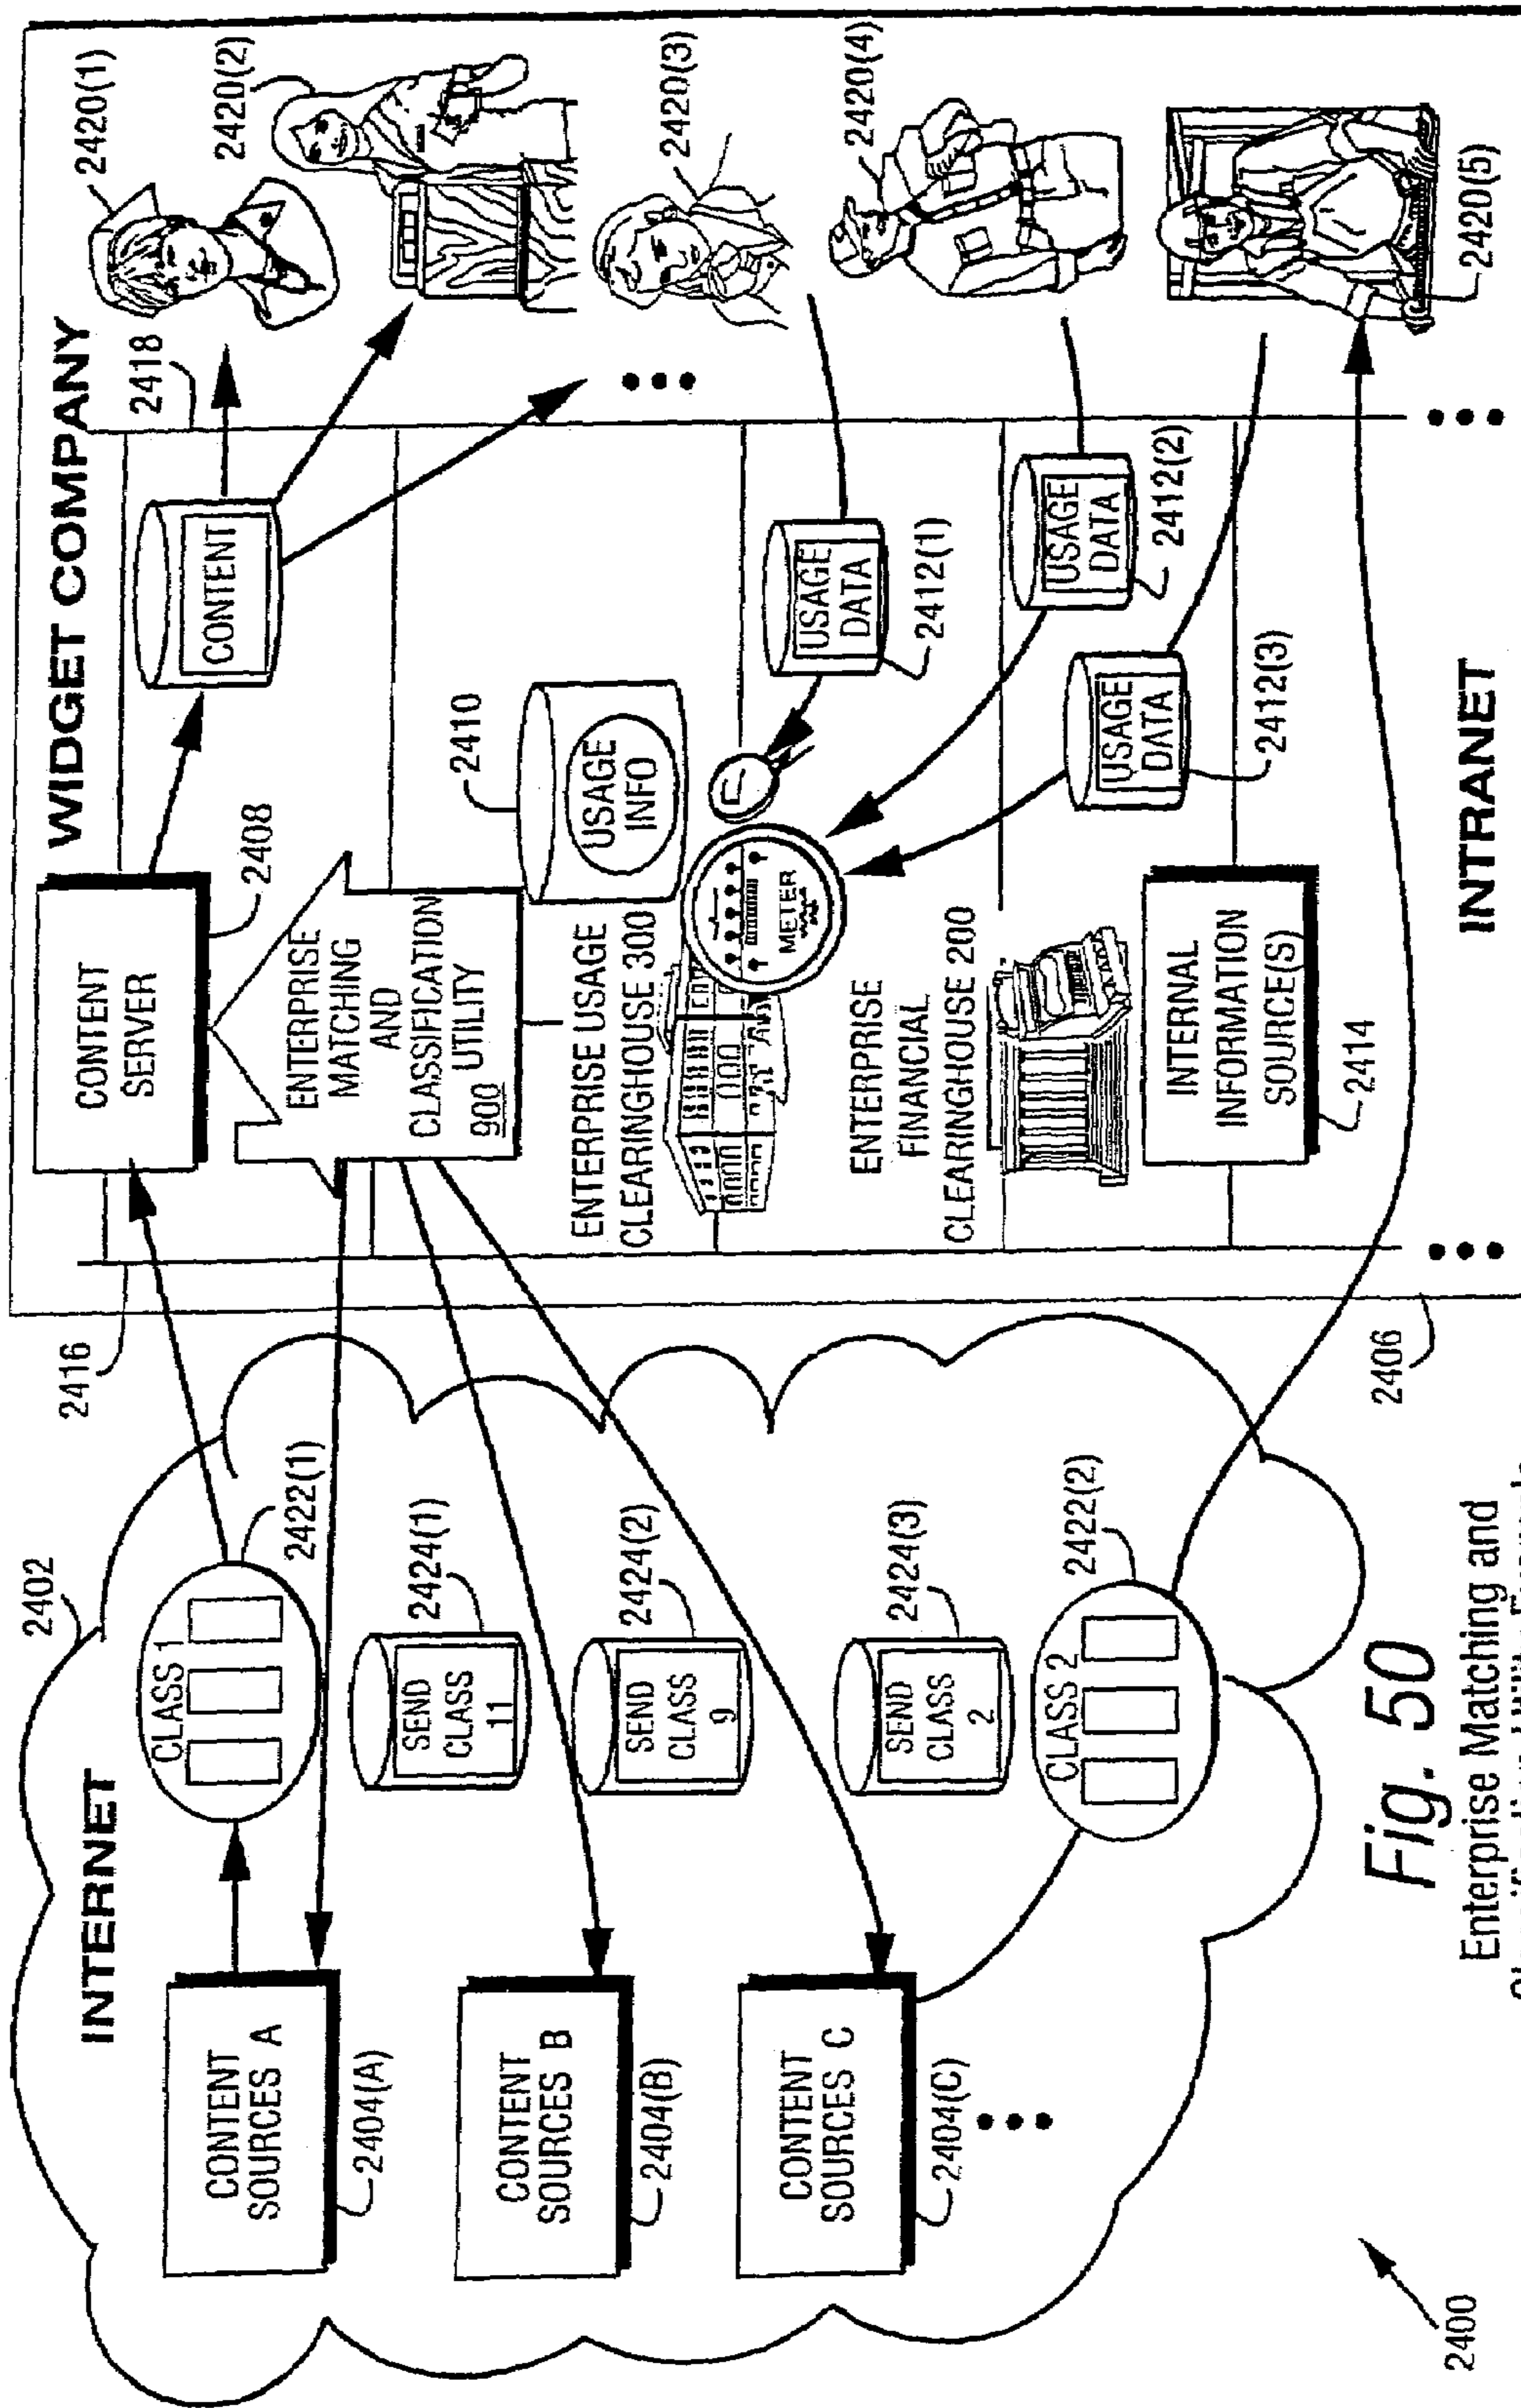 INTERNET
2402
CONTENT
SOURCES A
2404(A)
CLASS 1
2422(1)
SEND
CLASS
11
2424(1)
CONTENT
SOURCES B
2404(B)
SEND
CLASS
9
2424(2)
CONTENT
SOURCES C
2404(C)
SEND
CLASS
2
2424(3)
CLASS 2
2422(2)
2416
2406
WIDGET COMPANY
CONTENT
SERVER
2408
CONTENT
2418
ENTERPRISE
MATCHING
AND
CLASSIFICATION
UTILITY
900
2410
USAGE
INFO
ENTERPRISE USAGE
CLEARINGHOUSE 300
METER
USAGE
DATA
2412(1)
ENTERPRISE
FINANCIAL
CLEARINGHOUSE 200
USAGE
DATA
2412(2)
USAGE
DATA
2412(3)
INTERNAL
INFORMATION
SOURCE(S)
2414
INTRANET
2420(1)
2420(2)
2420(3)
2420(4)
2420(5)
2400
Fig. 50
Enterprise Matching and